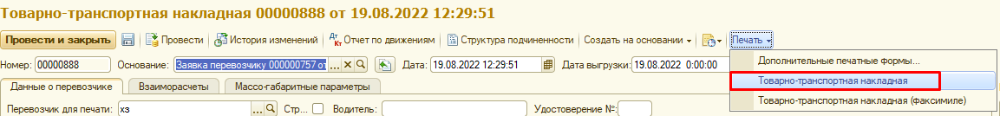 Товарно-транспортная накладная 00000888 от 19.08.2022 12:29:51
Провести и закрыть Провести История изменений Дт Кт Отчет по движениям Структура подчиненности Создать на основании Печать
Номер: 00000888 Основание: Заявка перевозчику 000000757 от ... Дата: 19.08.2022 12:29:51 Дата выгрузки: 19.08.2022 0:00:00
Дополнительные печатные формы...
Данные о перевозчике Взаиморасчеты Массо-габаритные параметры
Товарно-транспортная накладная
Перевозчик для печати: хз ... Стр... Водитель: Удостоверение №:
Товарно-транспортная накладная (факсимиле)